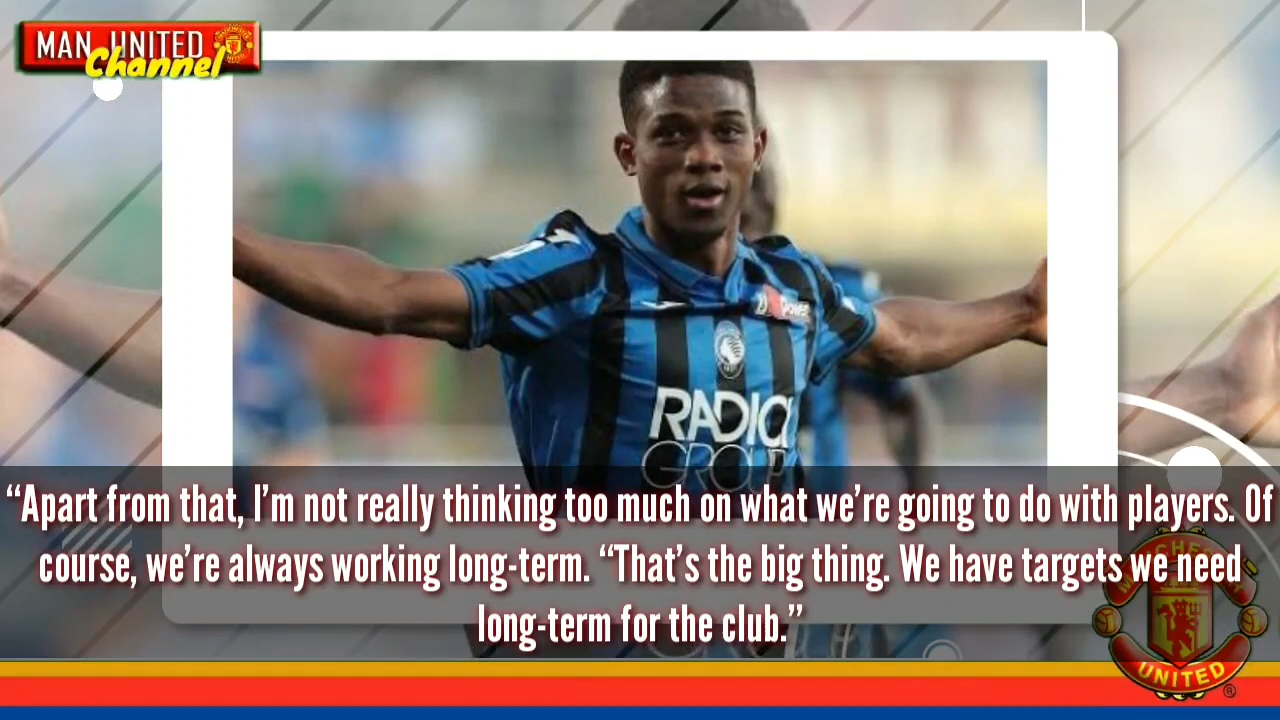 MAN UNITED
Channel
RADICI
GROUP
“Apart from that, I’m not really thinking too much on what we’re going to do with players. Of
course, we’re always working long-term. “That’s the big thing. We have targets we need
long-term for the club.”
MANCHESTER
UNITED
®